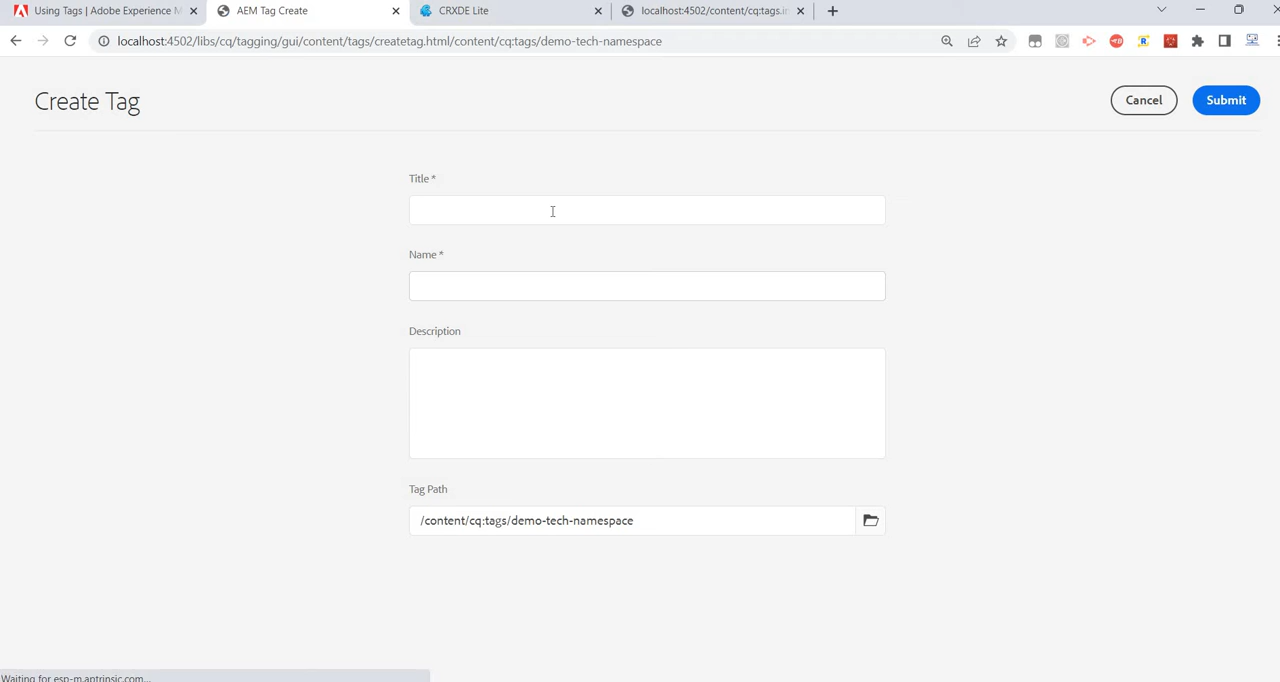 Using Tags | Adobe Experience M
AEM Tag Create
CRXDE Lite
localhost:4502/content/cq:tags.in
localhost:4502/libs/cq/tagging/gui/content/tags/createtag.html/content/cq:tags/demo-tech-namespace
Create Tag
Cancel
Submit
Title *
Name *
Description
Tag Path
/content/cq:tags/demo-tech-namespace
Waiting for esp-m.aptrinsic.com...